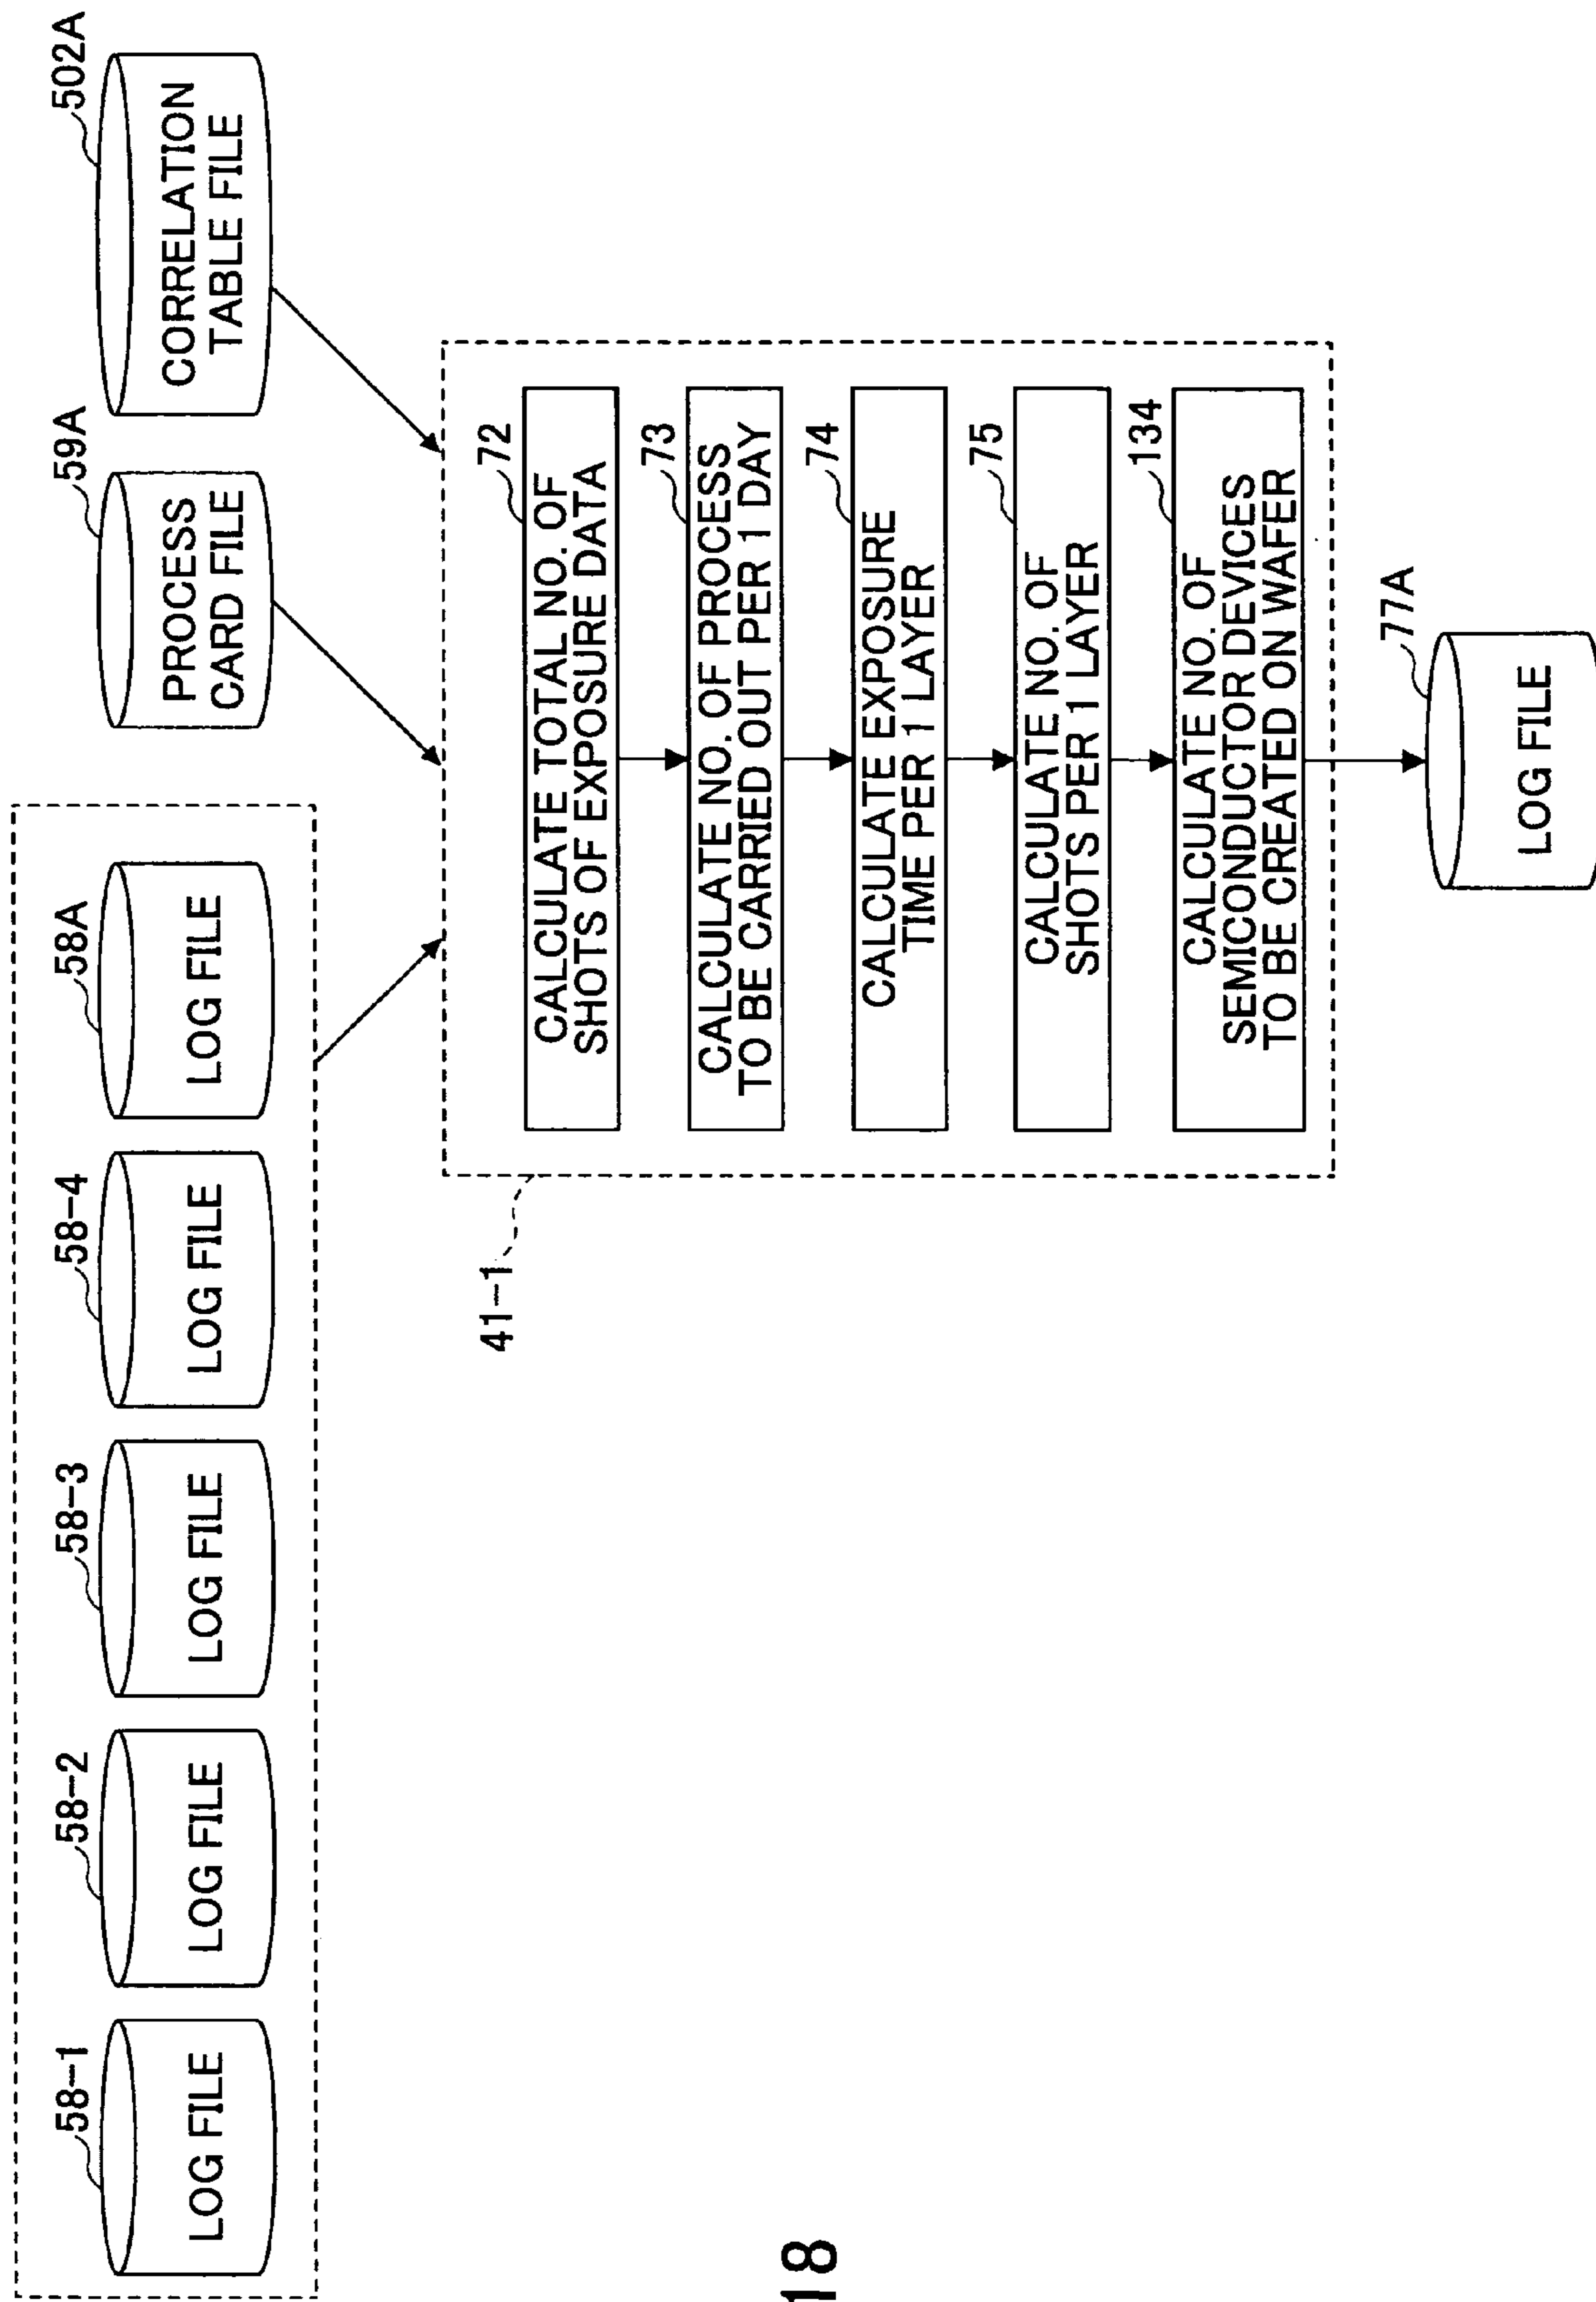 58-1
LOG FILE
58-2
LOG FILE
58-3
LOG FILE
58-4
LOG FILE
58A
LOG FILE
59A
PROCESS
CARD FILE
502A
CORRELATION
TABLE FILE
41-1
72
CALCULATE TOTAL NO. OF
SHOTS OF EXPOSURE DATA
73
CALCULATE NO. OF PROCESS
TO BE CARRIED OUT PER 1 DAY
74
CALCULATE EXPOSURE
TIME PER 1 LAYER
75
CALCULATE NO. OF
SHOTS PER 1 LAYER
134
CALCULATE NO. OF
SEMICONDUCTOR DEVICES
TO BE CREATED ON WAFER
77A
LOG FILE
18